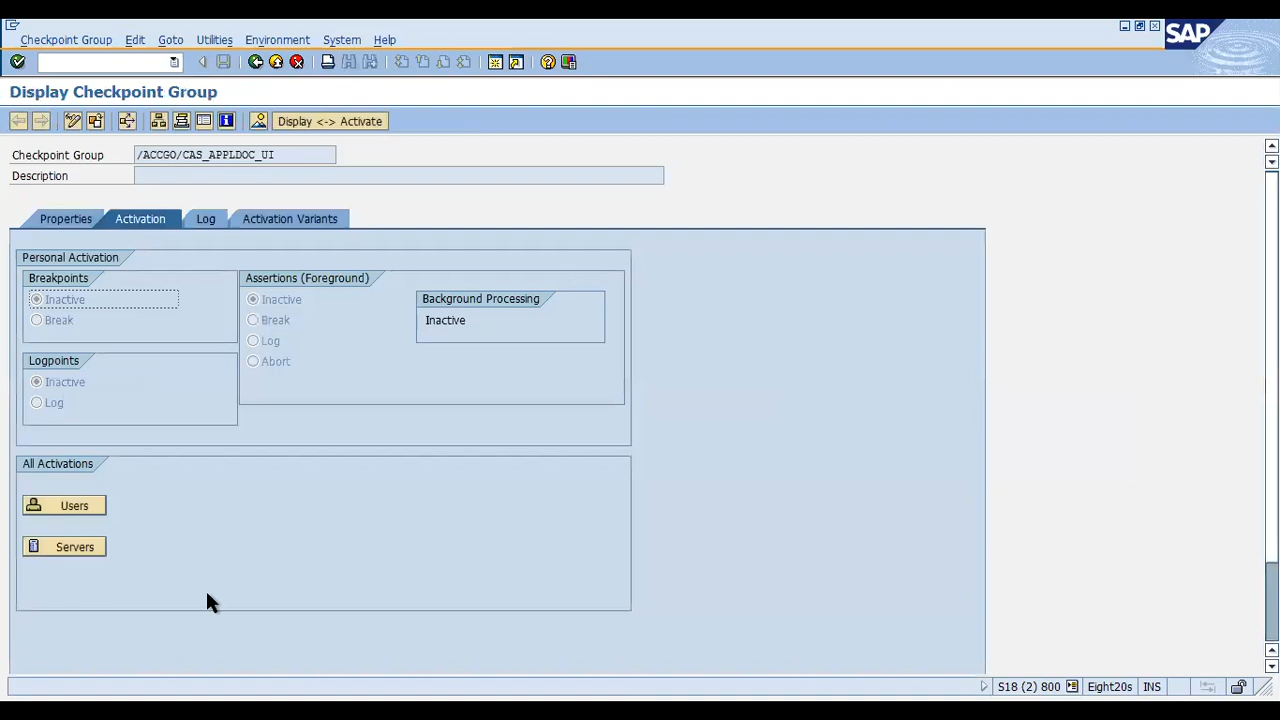 Checkpoint Group Edit Goto Utilities Environment System Help
SAP
Display Checkpoint Group
Display <-> Activate
Checkpoint Group /ACCGO/CAS_APPLDOC_UI
Description
Properties Activation Log Activation Variants
Personal Activation
Breakpoints Assertions (Foreground)
Inactive Inactive Background Processing
Break Break Inactive
Log
Logpoints Abort
Inactive
Log
All Activations
Users
Servers
S18 (2) 800 Eight20s INS